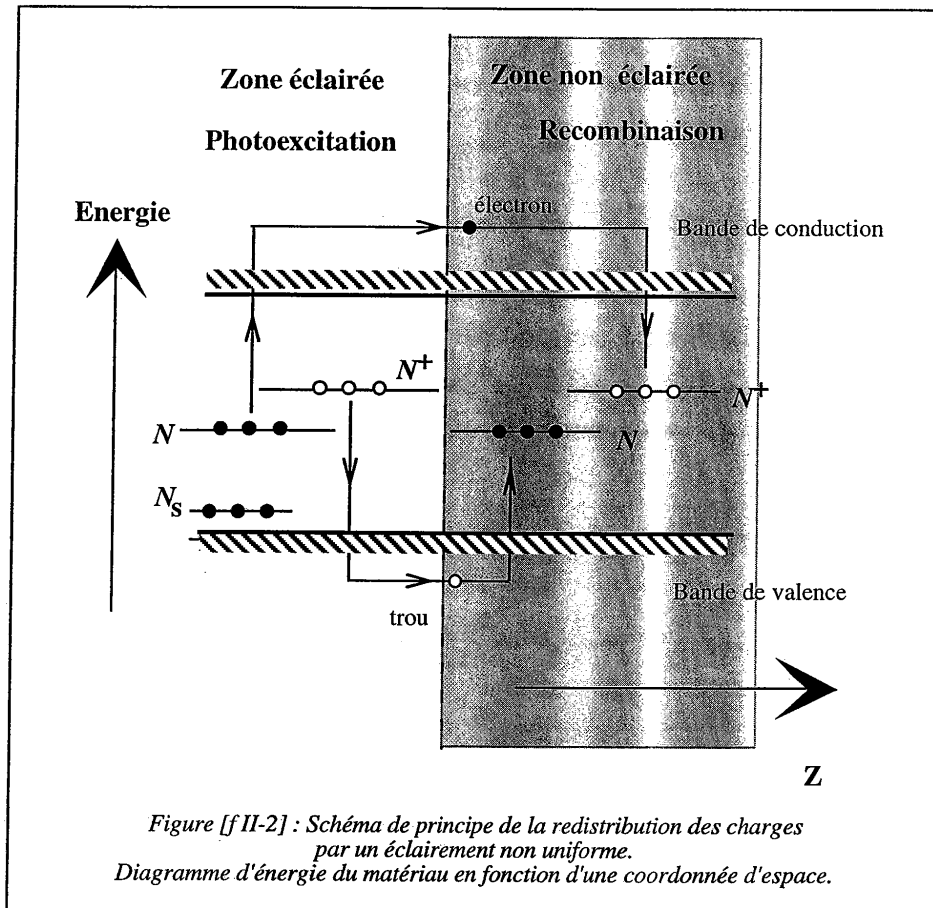 Zone éclairée
Zone non éclairée
Photoexcitation
Recombinaison
Energie
électron
Bande de conduction
N+
N+
N
N
Ns
trou
Bande de valence
Z
Figure [f II-2] : Schéma de principe de la redistribution des charges
par un éclairement non uniforme.
Diagramme d'énergie du matériau en fonction d'une coordonnée d'espace.